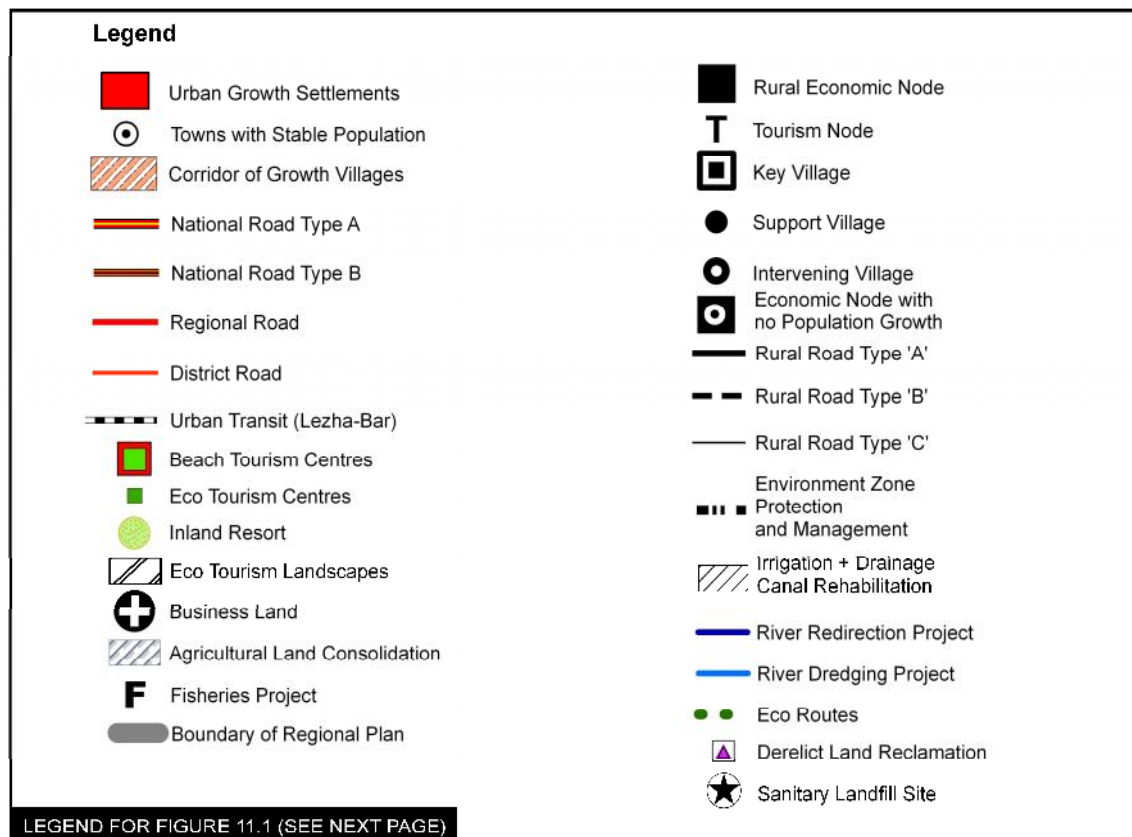 Legend
Urban Growth Settlements
Towns with Stable Population
Corridor of Growth Villages
National Road Type A
National Road Type B
Regional Road
District Road
Urban Transit (Lezha-Bar)
Beach Tourism Centres
Eco Tourism Centres
Inland Resort
Eco Tourism Landscapes
Business Land
Agricultural Land Consolidation
F Fisheries Project
Boundary of Regional Plan
Rural Economic Node
T Tourism Node
Key Village
Support Village
Intervening Village
Economic Node with
no Population Growth
Rural Road Type 'A'
Rural Road Type 'B'
Rural Road Type 'C'
Environment Zone
Protection
and Management
Irrigation + Drainage
Canal Rehabilitation
River Redirection Project
River Dredging Project
Eco Routes
Derelict Land Reclamation
Sanitary Landfill Site
LEGEND FOR FIGURE 11.1 (SEE NEXT PAGE)